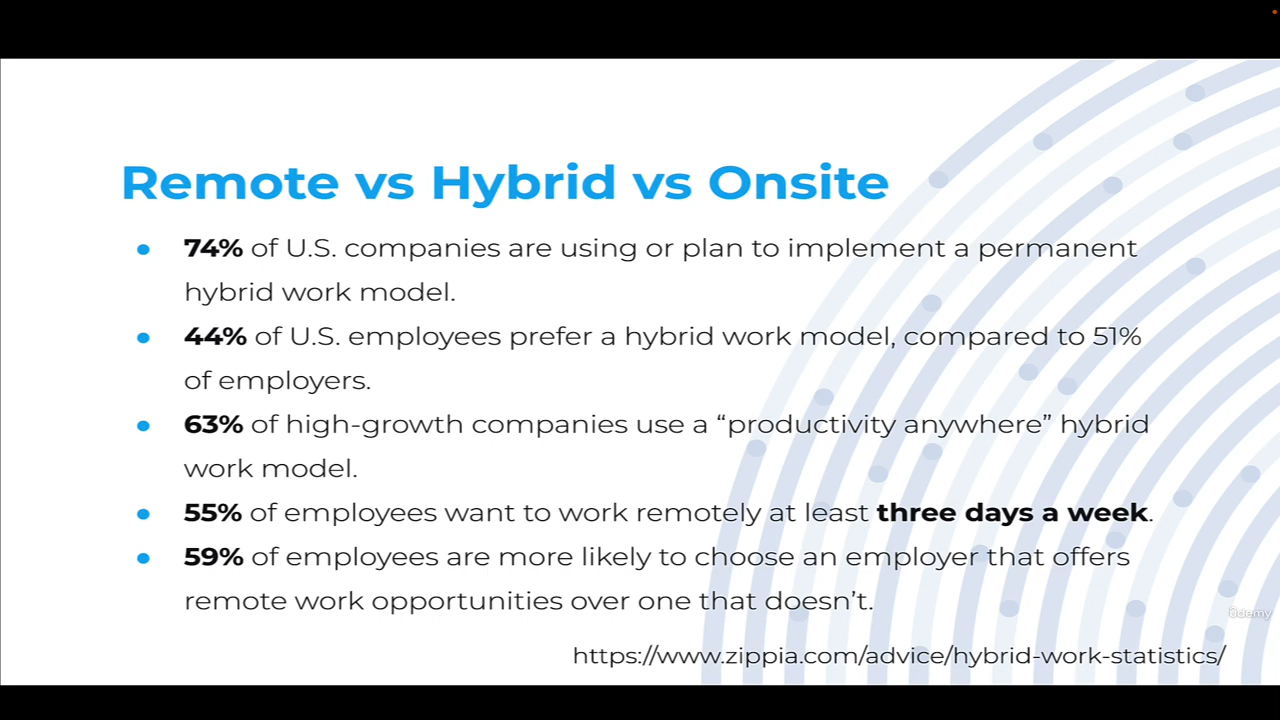 Remote vs Hybrid vs Onsite
● 74% of U.S. companies are using or plan to implement a permanent
hybrid work model.
● 44% of U.S. employees prefer a hybrid work model, compared to 51%
of employers.
● 63% of high-growth companies use a “productivity anywhere” hybrid
work model.
● 55% of employees want to work remotely at least three days a week.
● 59% of employees are more likely to choose an employer that offers
remote work opportunities over one that doesn’t.
udemy
https://www.zippia.com/advice/hybrid-work-statistics/